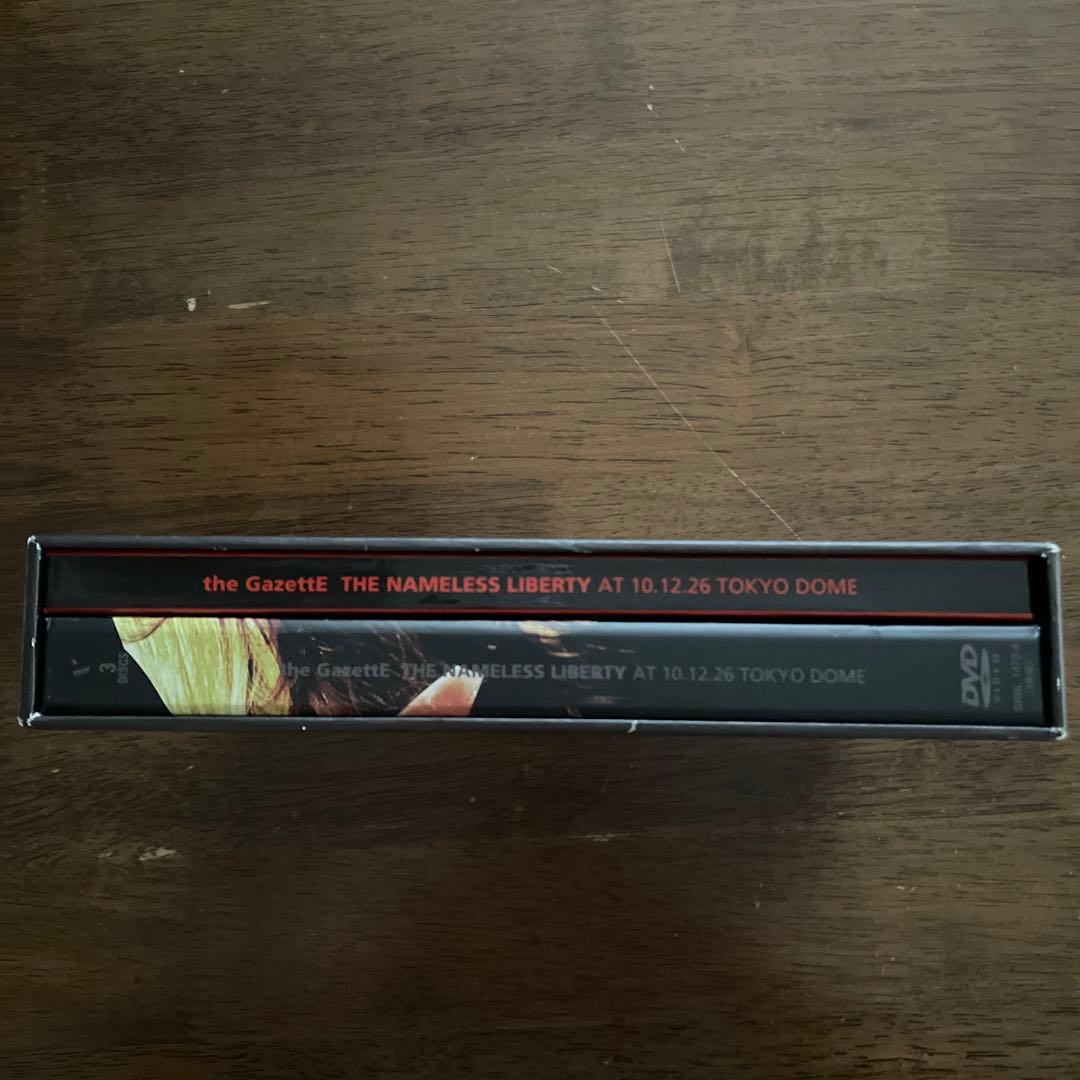 the GazettE THE NAMELESS LIBERTY AT 10.12.26 TOKYO DOME
3 DISCS
the GazettE THE NAMELESS LIBERTY AT 10.12.26 TOKYO DOME
DVD
VIDEO